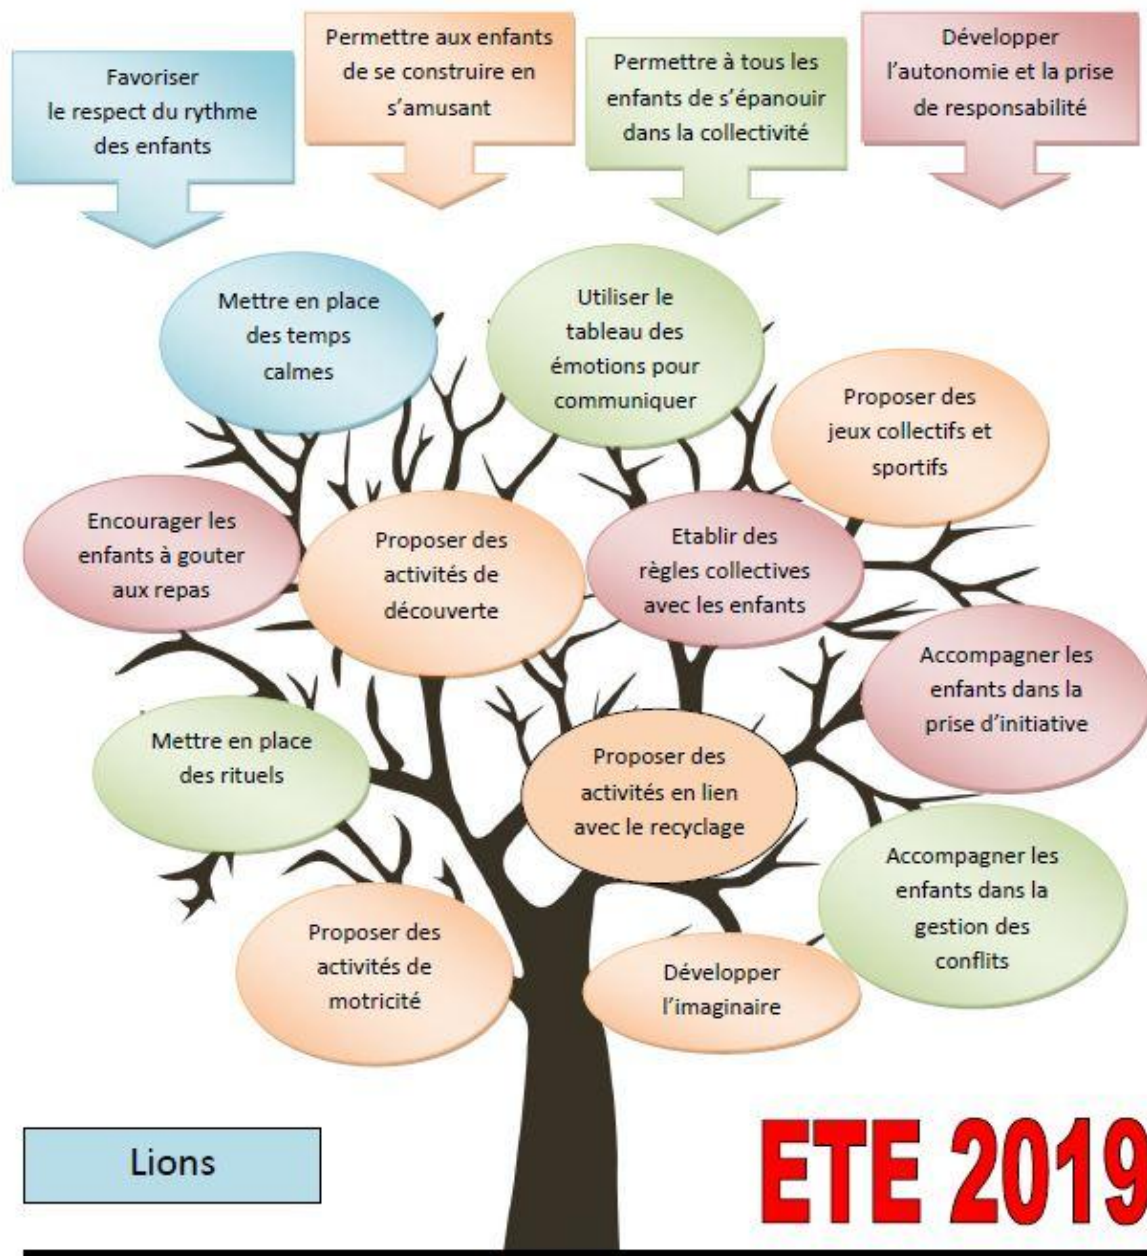 Favoriser
le respect du rythme
des enfants
Permettre aux enfants
de se construire en
s'amusant
Permettre à tous les
enfants de s'épanouir
dans la collectivité
Développer
l'autonomie et la prise
de responsabilité
Mettre en place
des temps
calmes
Utiliser le
tableau des
émotions pour
communiquer
Proposer des
jeux collectifs et
sportifs
Encourager les
enfants à gouter
aux repas
Proposer des
activités de
découverte
Etablir des
règles collectives
avec les enfants
Accompagner les
enfants dans la
prise d'initiative
Mettre en place
des rituels
Proposer des
activités en lien
avec le recyclage
Accompagner les
enfants dans la
gestion des
conflits
Proposer des
activités de
motricité
Développer
l'imaginaire
Lions
ETE 2019